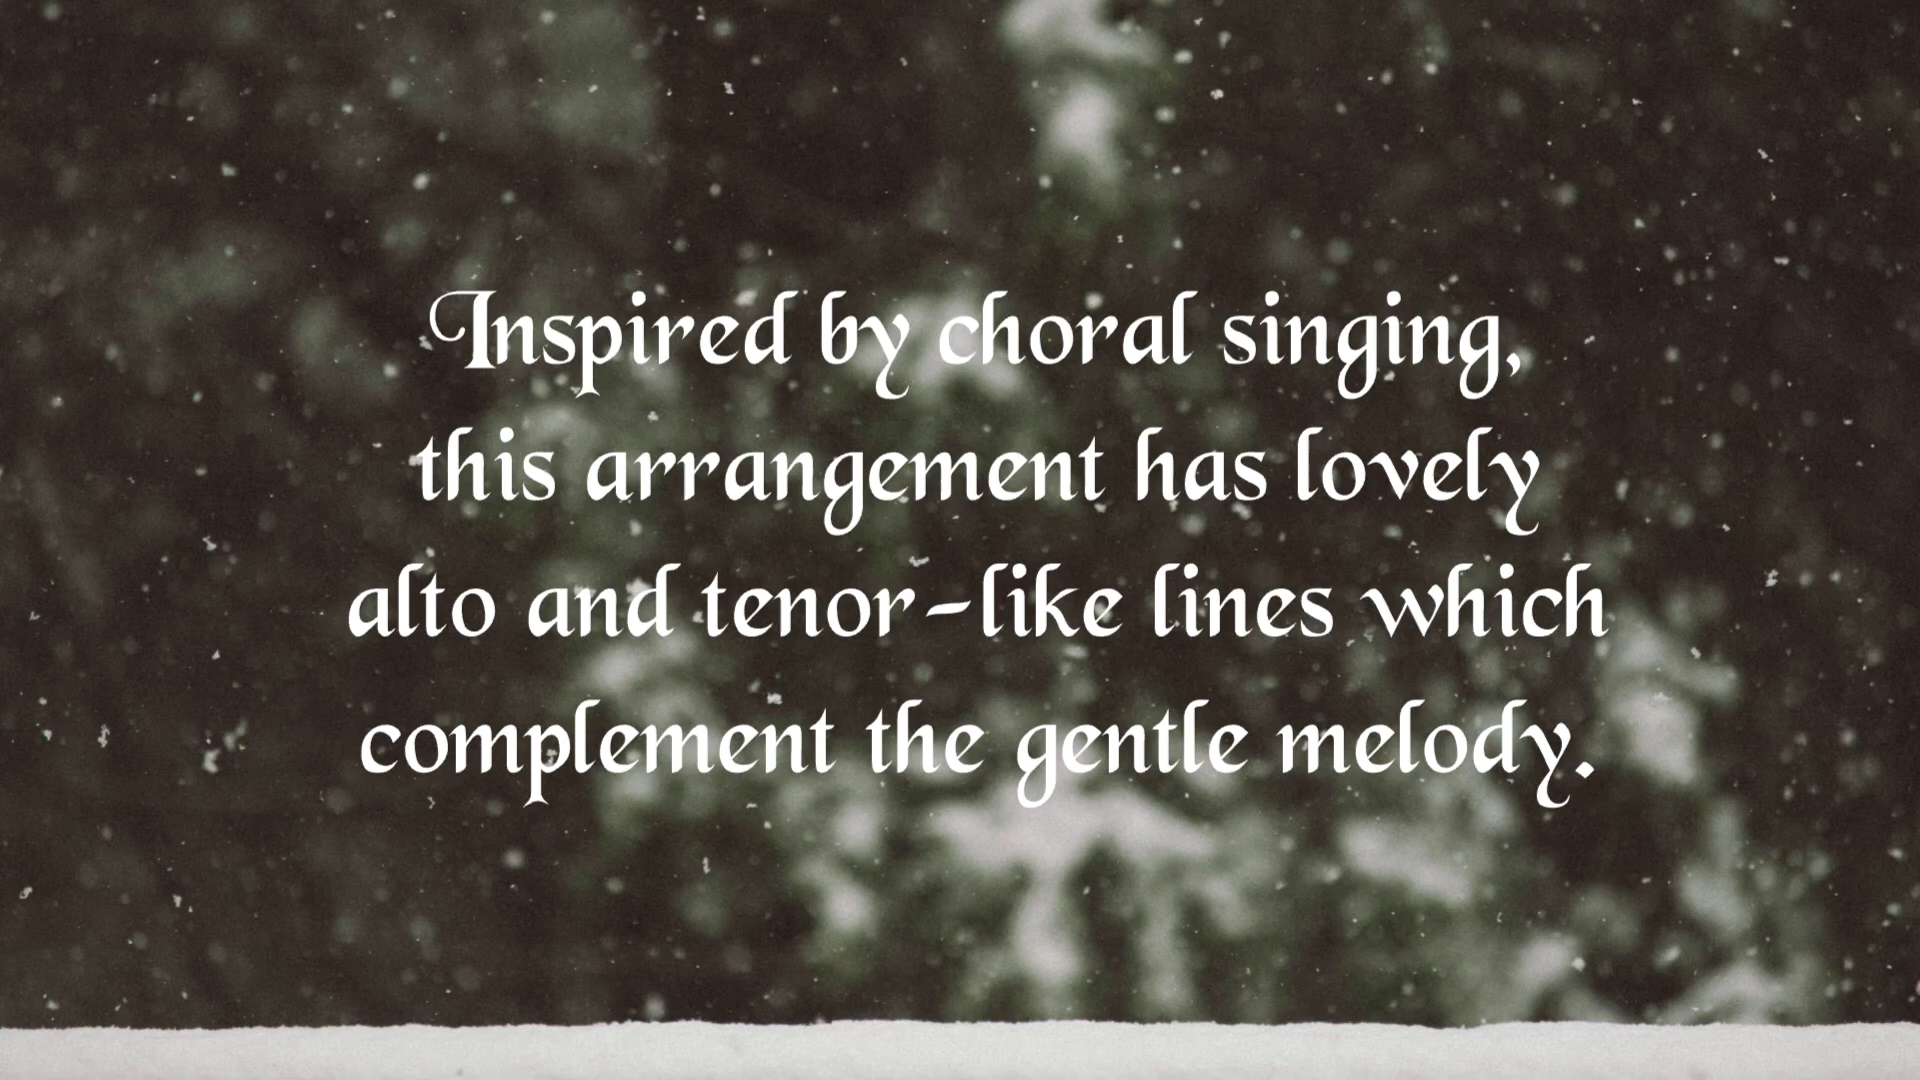 Inspired by choral singing,
this arrangement has lovely
alto and tenor-like lines which
complement the gentle melody.